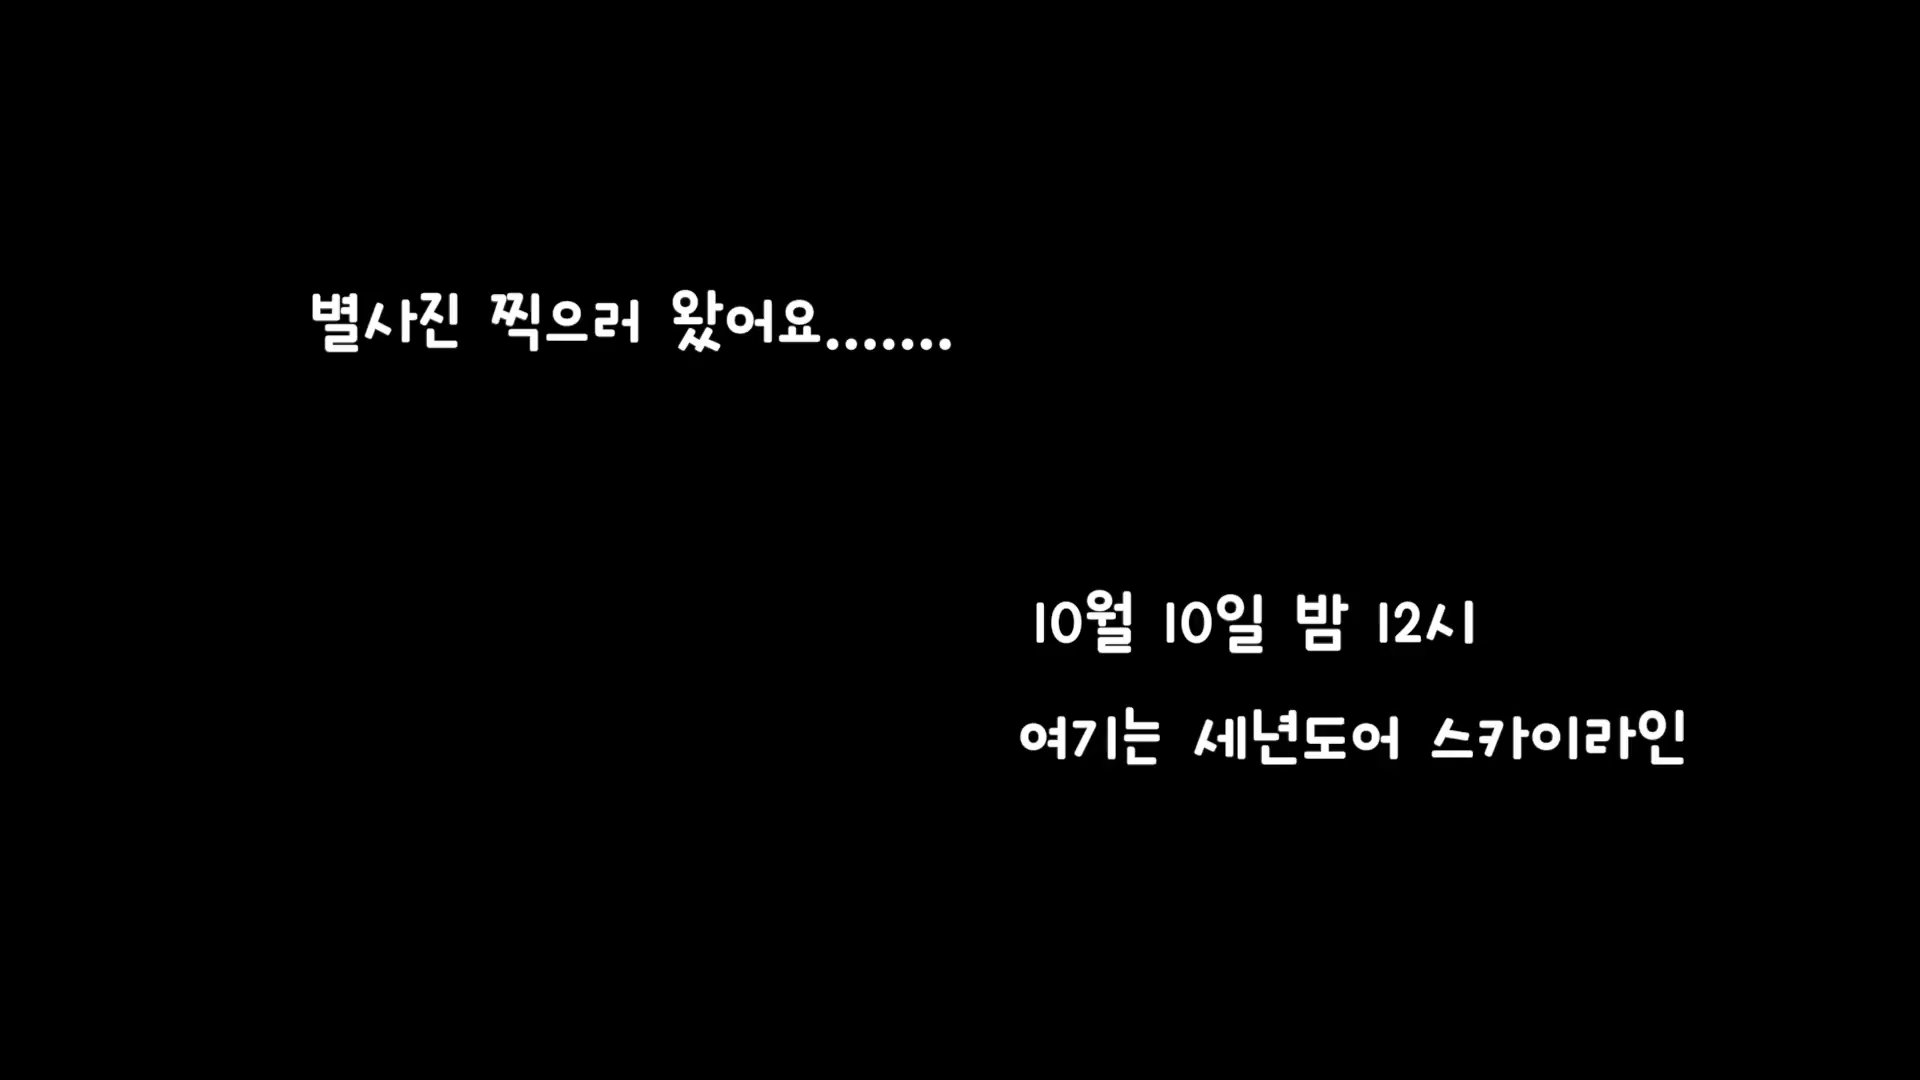 별사진 찍으러 왔어요.......
10월 10일 밤 12시
여기는 세년도어 스카이라인